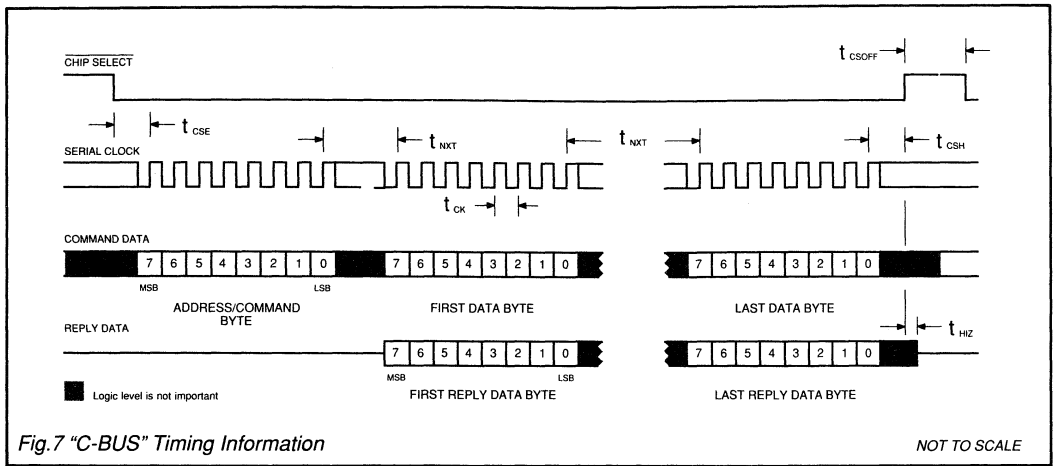 t CSOFF
CHIP SELECT
t CSE
t NXT
t NXT
t CSH
SERIAL CLOCK
t CK
COMMAND DATA
7 6 5 4 3 2 1 0 7 6 5 4 3 2 1 0 7 6 5 4 3 2 1 0
MSB LSB
ADDRESS/COMMAND
BYTE
FIRST DATA BYTE
LAST DATA BYTE
REPLY DATA
t HIZ
7 6 5 4 3 2 1 0 7 6 5 4 3 2 1 0
MSB LSB
Logic level is not important
FIRST REPLY DATA BYTE
LAST REPLY DATA BYTE
Fig.7 "C-BUS" Timing Information
NOT TO SCALE